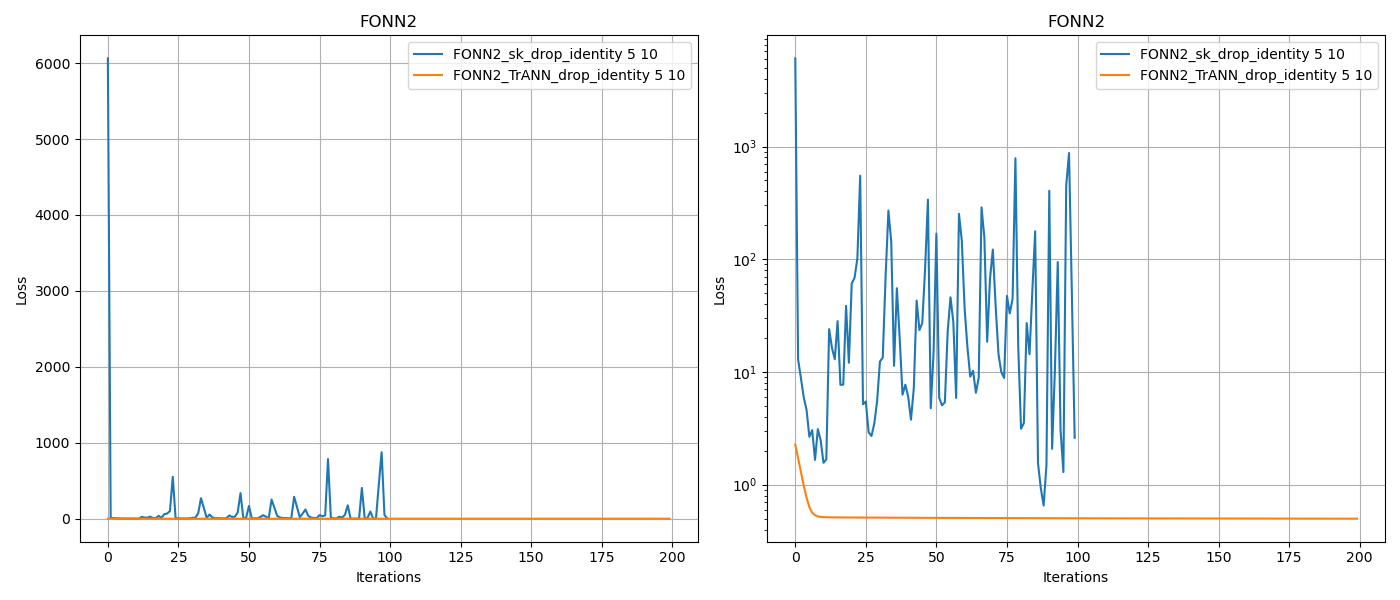 FONN2
FONN2_sk_drop_identity 5 10
FONN2_TrANN_drop_identity 5 10
6000
5000
4000
3000
2000
1000
0
Loss
0 25 50 75 100 125 150 175 200
Iterations
FONN2
FONN2_sk_drop_identity 5 10
FONN2_TrANN_drop_identity 5 10
10³
10²
10¹
10⁰
Loss
0 25 50 75 100 125 150 175 200
Iterations